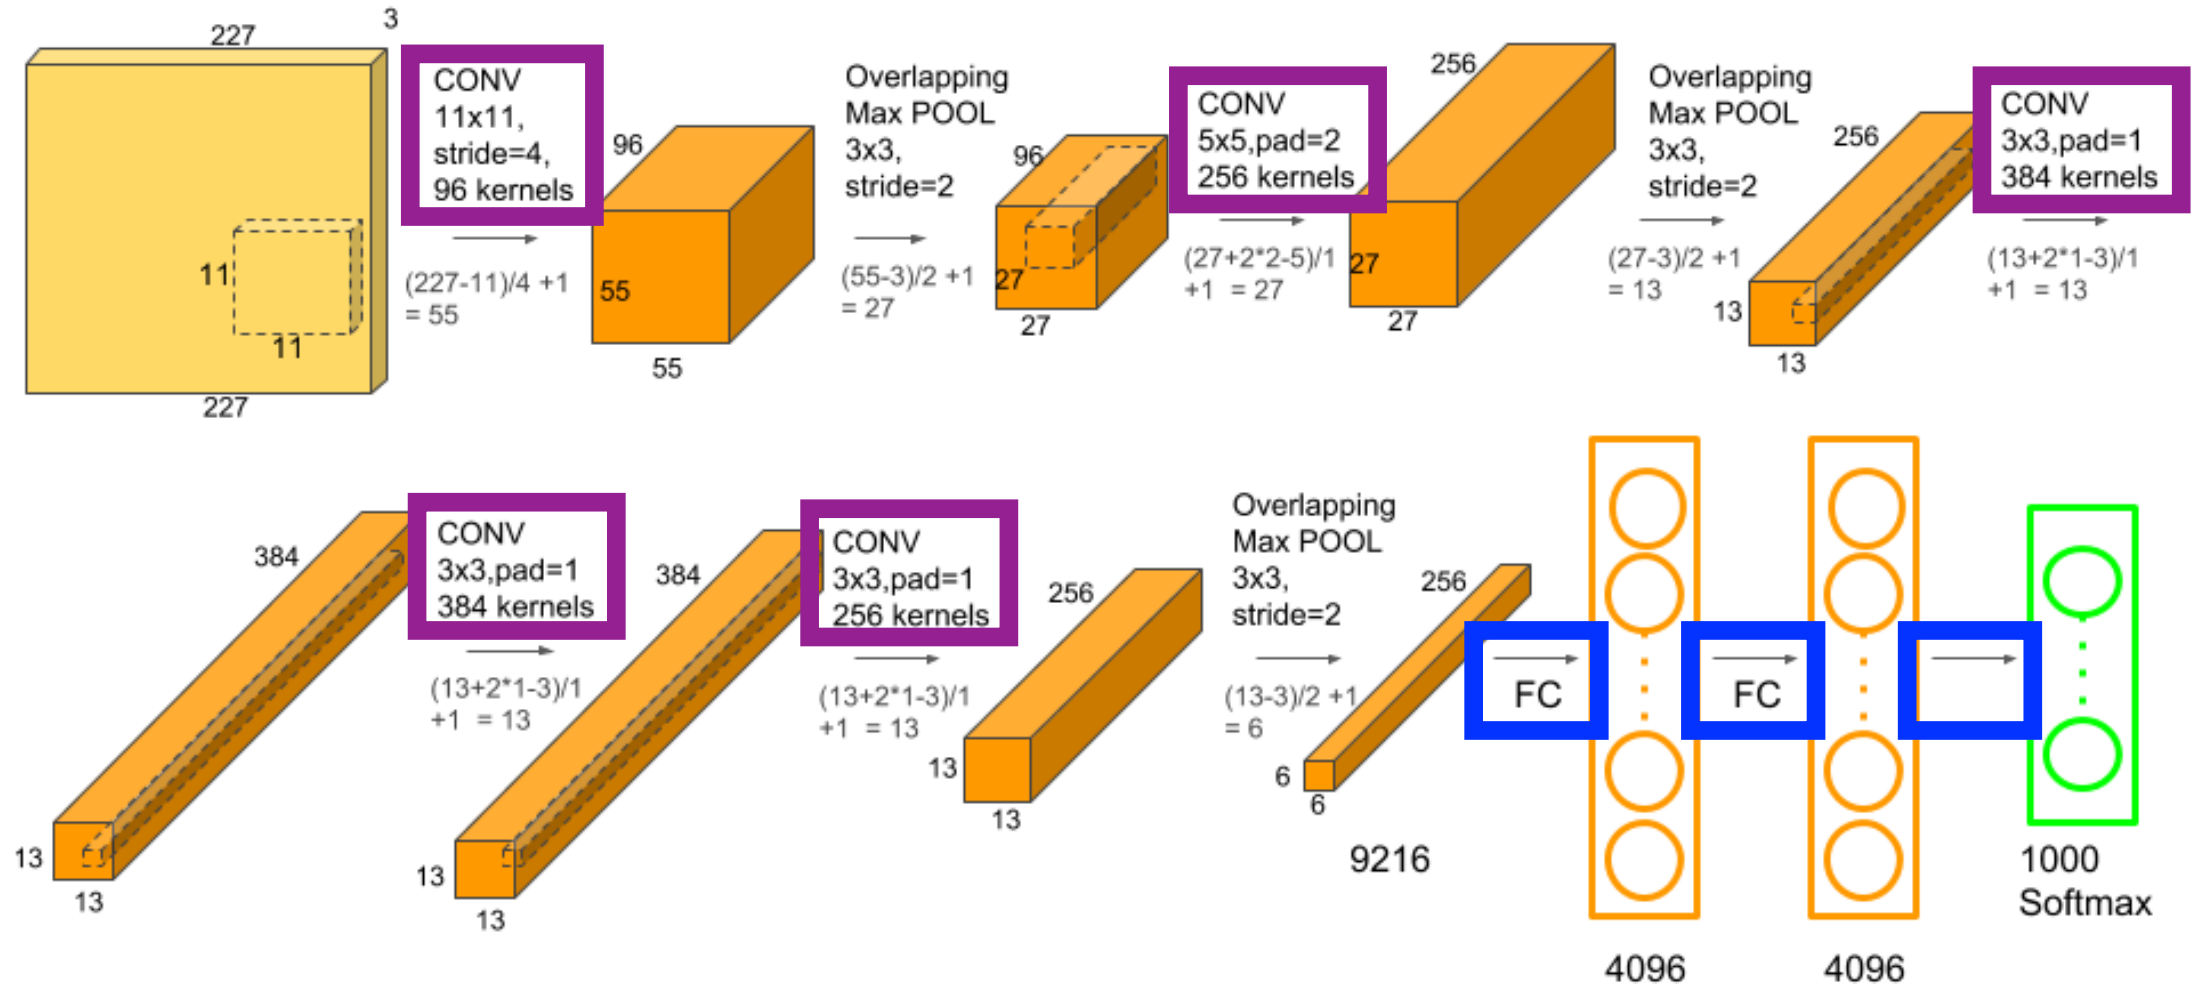 227
3
11
11
227
CONV
11x11,
stride=4,
96 kernels
(227-11)/4 +1
= 55
96
55
55
Overlapping
Max POOL
3x3,
stride=2
(55-3)/2 +1
= 27
96
27
27
CONV
5x5,pad=2
256 kernels
(27+2*2-5)/1
+1 = 27
256
27
27
Overlapping
Max POOL
3x3,
stride=2
(27-3)/2 +1
= 13
256
13
13
CONV
3x3,pad=1
384 kernels
(13+2*1-3)/1
+1 = 13
384
13
13
CONV
3x3,pad=1
384 kernels
(13+2*1-3)/1
+1 = 13
384
13
13
CONV
3x3,pad=1
256 kernels
(13+2*1-3)/1
+1 = 13
256
13
13
Overlapping
Max POOL
3x3,
stride=2
(13-3)/2 +1
= 6
256
6
6
9216
FC
4096
FC
4096
1000
Softmax